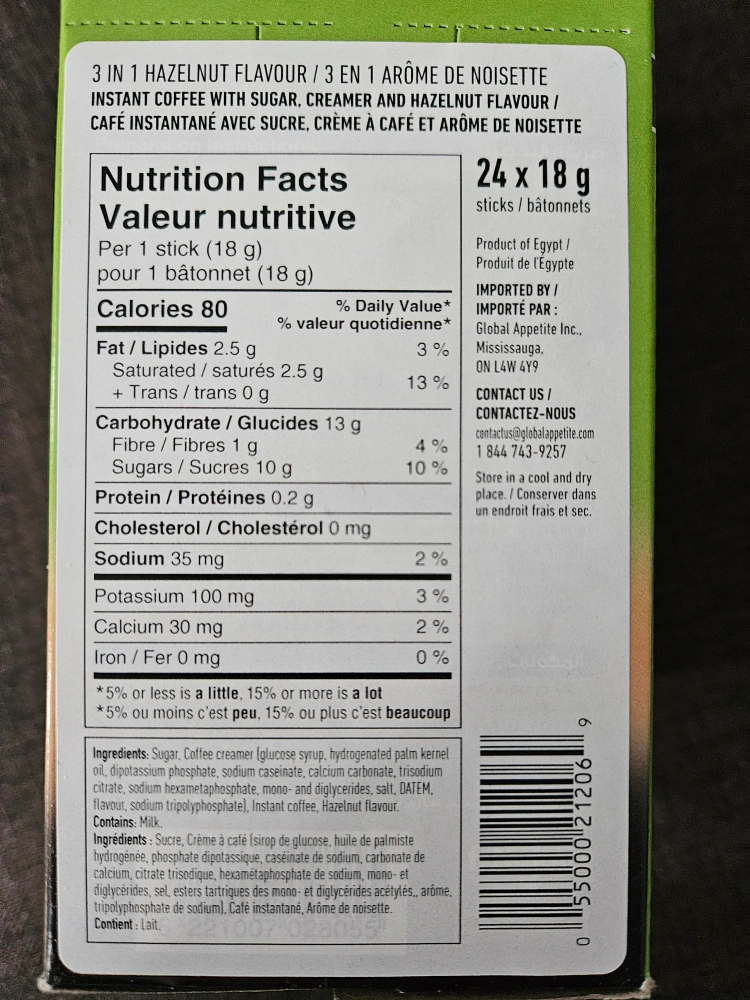 3 IN 1 HAZELNUT FLAVOUR / 3 EN 1 ARÔME DE NOISETTE
INSTANT COFFEE WITH SUGAR, CREAMER AND HAZELNUT FLAVOUR /
CAFÉ INSTANTANÉ AVEC SUCRE, CRÈME À CAFÉ ET ARÔME DE NOISETTE
Nutrition Facts
Valeur nutritive
Per 1 stick (18 g)
pour 1 bâtonnet (18 g)
Calories 80
% Daily Value*
% valeur quotidienne*
Fat / Lipides 2.5 g 3 %
Saturated / saturés 2.5 g
+ Trans / trans 0 g 13 %
Carbohydrate / Glucides 13 g
Fibre / Fibres 1 g 4 %
Sugars / Sucres 10 g 10 %
Protein / Protéines 0.2 g
Cholesterol / Cholestérol 0 mg
Sodium 35 mg 2 %
Potassium 100 mg 3 %
Calcium 30 mg 2 %
Iron / Fer 0 mg 0 %
*5% or less is a little, 15% or more is a lot
*5% ou moins c'est peu, 15% ou plus c'est beaucoup
Ingredients: Sugar, Coffee creamer (glucose syrup, hydrogenated palm kernel
oil, dipotassium phosphate, sodium caseinate, calcium carbonate, trisodium
citrate, sodium hexametaphosphate, mono- and diglycerides, salt, DATEM,
flavour, sodium tripolyphosphate), Instant coffee, Hazelnut flavour.
Contains: Milk.
Ingrédients : Sucre, Crème à café (sirop de glucose, huile de palmiste
hydrogénée, phosphate dipotassique, caséinate de sodium, carbonate de
calcium, citrate trisodique, hexamétaphosphate de sodium, mono- et
diglycérides, sel, esters tartriques des mono- et diglycérides acétylés,, arôme,
tripolyphosphate de sodium), Café instantané, Arôme de noisette.
Contient : Lait.
24 x 18 g
sticks / bâtonnets
Product of Egypt /
Produit de l'Égypte
IMPORTED BY /
IMPORTÉ PAR :
Global Appetite Inc.,
Mississauga,
ON L4W 4Y9
CONTACT US /
CONTACTEZ-NOUS
contactus@globalappetite.com
1 844 743-9257
Store in a cool and dry
place. / Conserver dans
un endroit frais et sec.
0 55000 21206 9